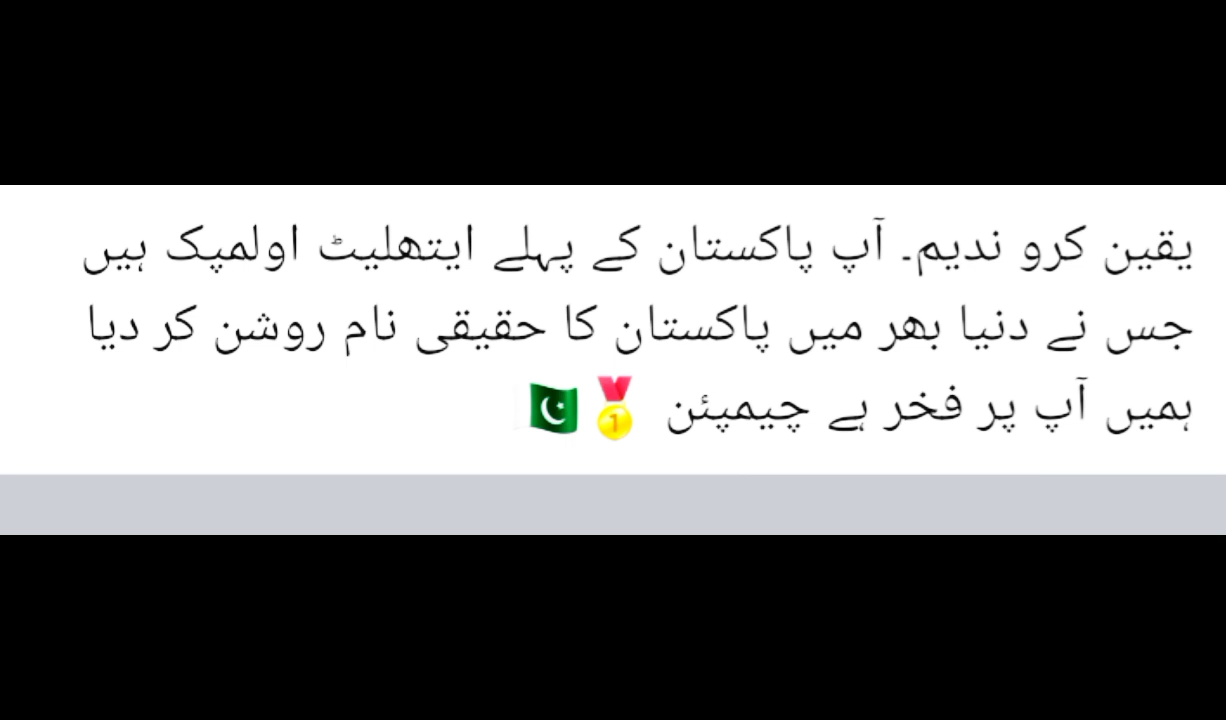 یقین کرو ندیم۔ آپ پاکستان کے پہلے ایتھلیٹ اولمپک ہیں
جس نے دنیا بھر میں پاکستان کا حقیقی نام روشن کر دیا
ہمیں آپ پر فخر ہے چیمپئن 🥇🇵🇰